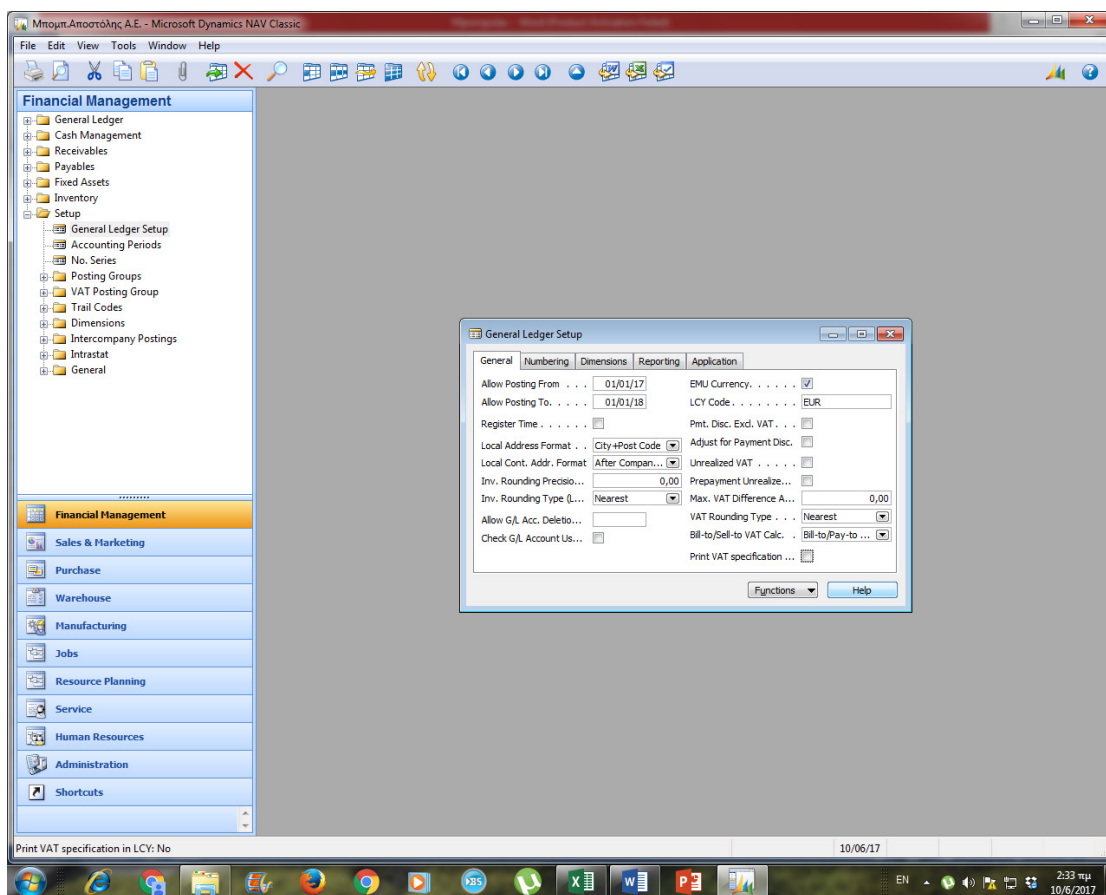 Μπομπ.Αποστόλης Α.Ε. - Microsoft Dynamics NAV Classic
File Edit View Tools Window Help
Financial Management
General Ledger
Cash Management
Receivables
Payables
Fixed Assets
Inventory
Setup
General Ledger Setup
Accounting Periods
No. Series
Posting Groups
VAT Posting Group
Trail Codes
Dimensions
Intercompany Postings
Intrastat
General
Financial Management
Sales & Marketing
Purchase
Warehouse
Manufacturing
Jobs
Resource Planning
Service
Human Resources
Administration
Shortcuts
General Ledger Setup
General Numbering Dimensions Reporting Application
Allow Posting From . . . 01/01/17
Allow Posting To. . . . . 01/01/18
Register Time . . . . . .
Local Address Format . . City+Post Code
Local Cont. Addr. Format After Compan...
Inv. Rounding Precisio... 0,00
Inv. Rounding Type (L... Nearest
Allow G/L Acc. Deletio...
Check G/L Account Us...
EMU Currency. . . . . .
LCY Code . . . . . . . . EUR
Pmt. Disc. Excl. VAT. . .
Adjust for Payment Disc.
Unrealized VAT . . . . .
Prepayment Unrealize...
Max. VAT Difference A... 0,00
VAT Rounding Type . . . Nearest
Bill-to/Sell-to VAT Calc. . Bill-to/Pay-to ...
Print VAT specification ...
Functions Help
Print VAT specification in LCY: No
10/06/17
EN
2:33 πμ
10/6/2017